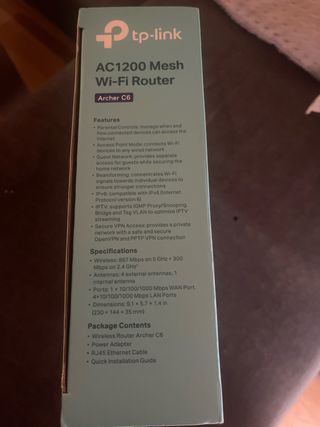 tp-link
AC1200 Mesh
Wi-Fi Router
Archer C6
Features
• Parental Controls: manage when and
how connected devices can access the
internet
• Access Point Mode: connects Wi-Fi
devices to any wired network
• Guest Network: provides separate
access for guests while securing the
home network
• Beamforming: concentrates Wi-Fi
signals towards individual devices to
ensure stronger connections
• IPv6: compatible with IPv6 (Internet
Protocol version 6)
• IPTV: supports IGMP Proxy/Snooping,
Bridge and Tag VLAN to optimize IPTV
streaming
• Secure VPN Access: provides a private
network with a safe and secure
OpenVPN and PPTP VPN connection
Specifications
• Wireless: 867 Mbps on 5 GHz + 300
Mbps on 2.4 GHz
• Antennas: 4 external antennas, 1
internal antenna
• Ports: 1× 10/100/1000 Mbps WAN Port,
4× 10/100/1000 Mbps LAN Ports
• Dimensions: 9.1 × 5.7 × 1.4 in
(230 × 144 × 35 mm)
Package Contents
• Wireless Router Archer C6
• Power Adapter
• RJ45 Ethernet Cable
• Quick Installation Guide